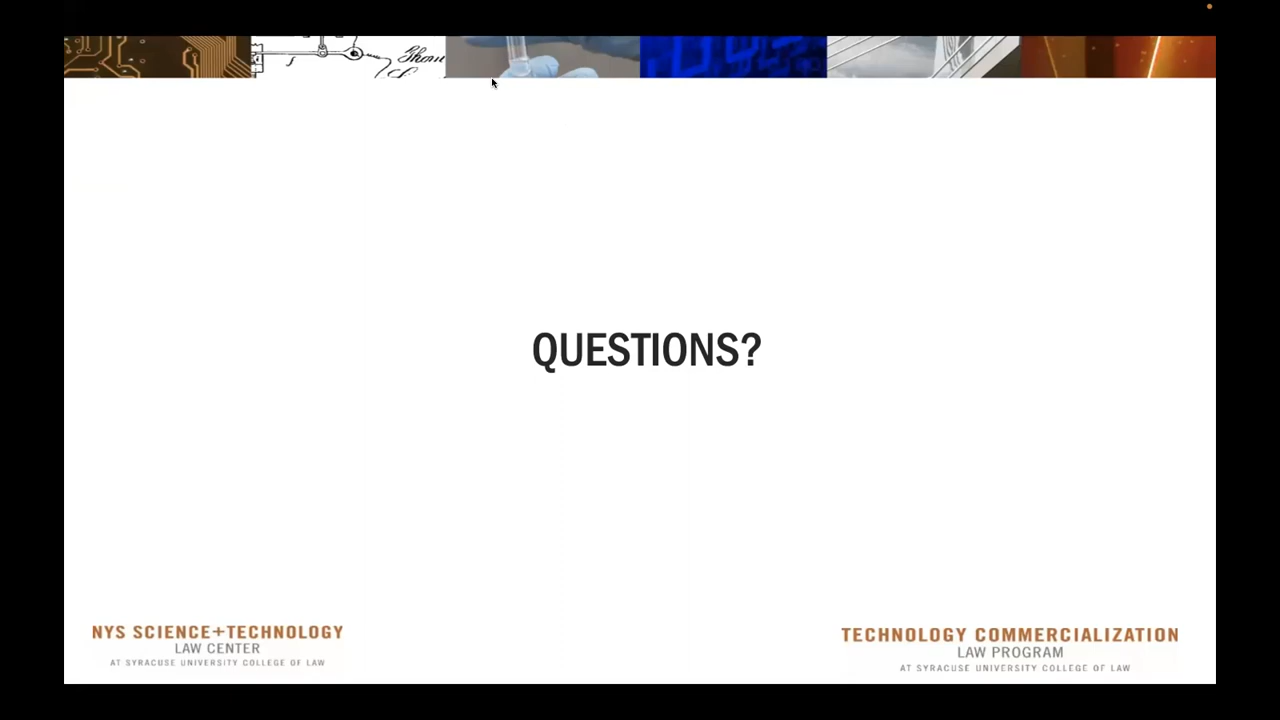 QUESTIONS?
NYS SCIENCE+TECHNOLOGY
LAW CENTER
AT SYRACUSE UNIVERSITY COLLEGE OF LAW
TECHNOLOGY COMMERCIALIZATION
LAW PROGRAM
AT SYRACUSE UNIVERSITY COLLEGE OF LAW